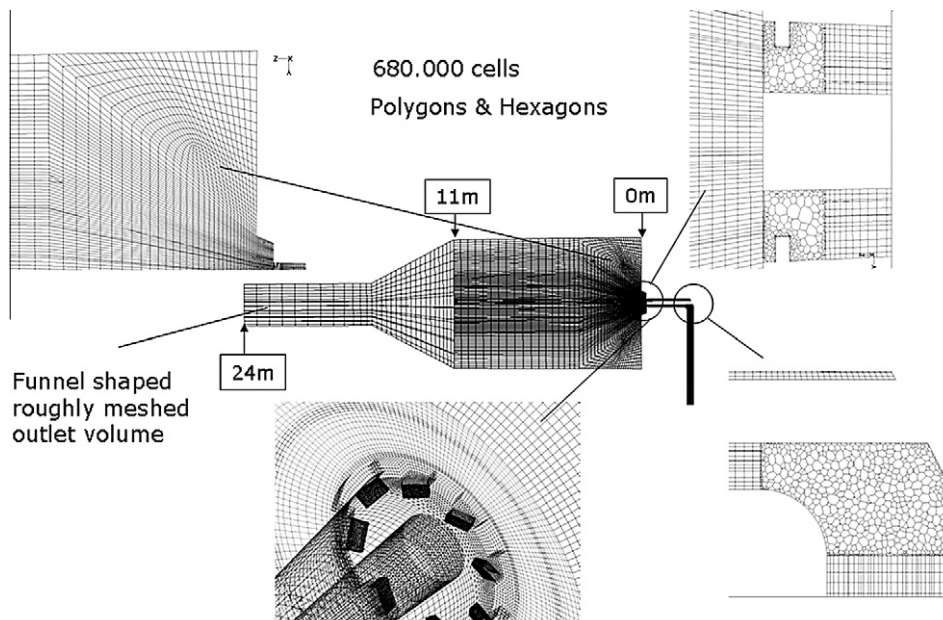 z x
680.000 cells
Polygons & Hexagons
11m
0m
24m
Funnel shaped
roughly meshed
outlet volume